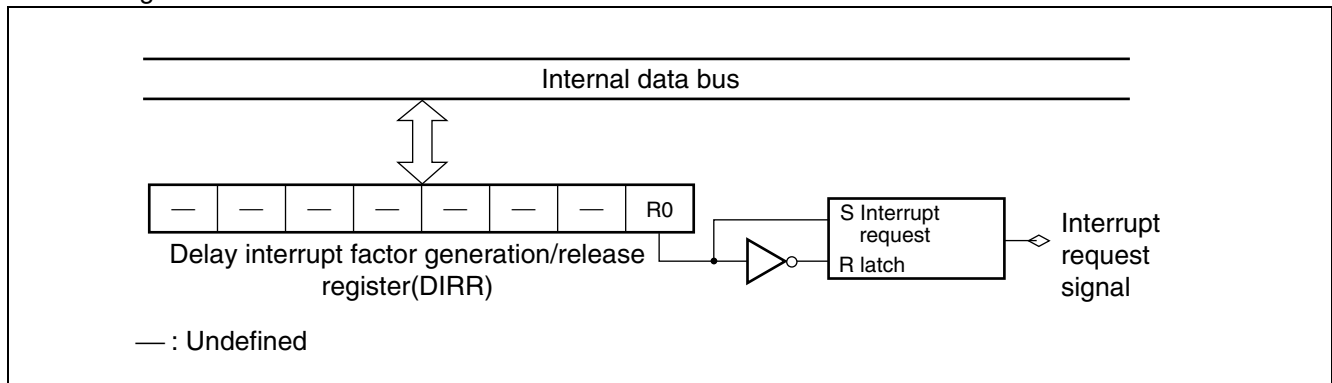 Internal data bus
— — — — — — — R0
Delay interrupt factor generation/release
register(DIRR)
S Interrupt
request
R latch
Interrupt
request
signal
— : Undefined